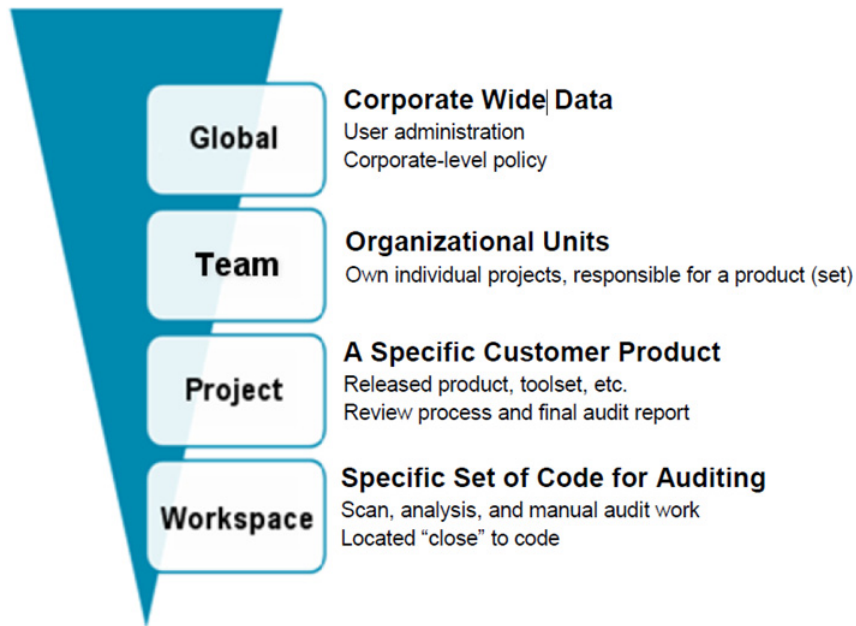 Global
Corporate Wide Data
User administration
Corporate-level policy
Team
Organizational Units
Own individual projects, responsible for a product (set)
Project
A Specific Customer Product
Released product, toolset, etc.
Review process and final audit report
Workspace
Specific Set of Code for Auditing
Scan, analysis, and manual audit work
Located “close” to code